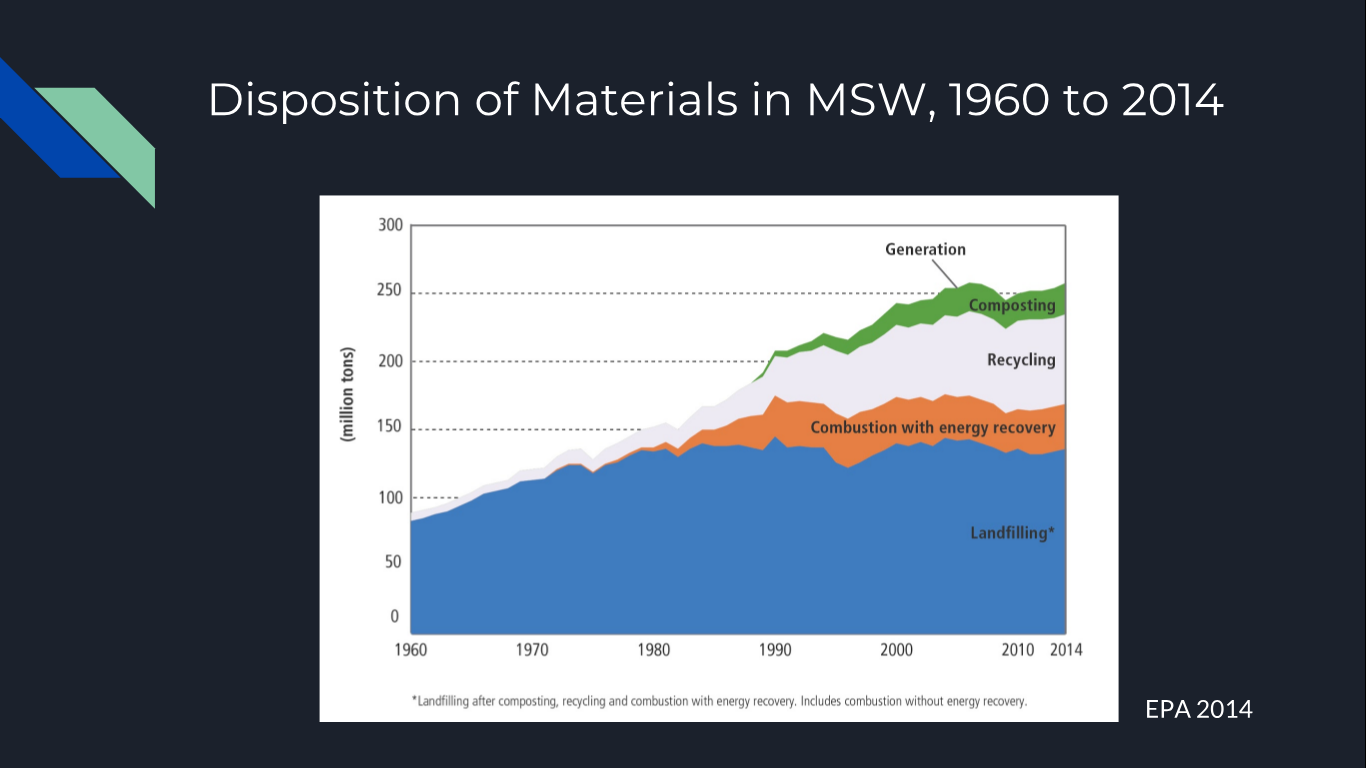 Disposition of Materials in MSW, 1960 to 2014
300
250
200
150
100
50
0
(million tons)
Generation
Composting
Recycling
Combustion with energy recovery
Landfilling*
1960 1970 1980 1990 2000 2010 2014
*Landfilling after composting, recycling and combustion with energy recovery. Includes combustion without energy recovery.
EPA 2014